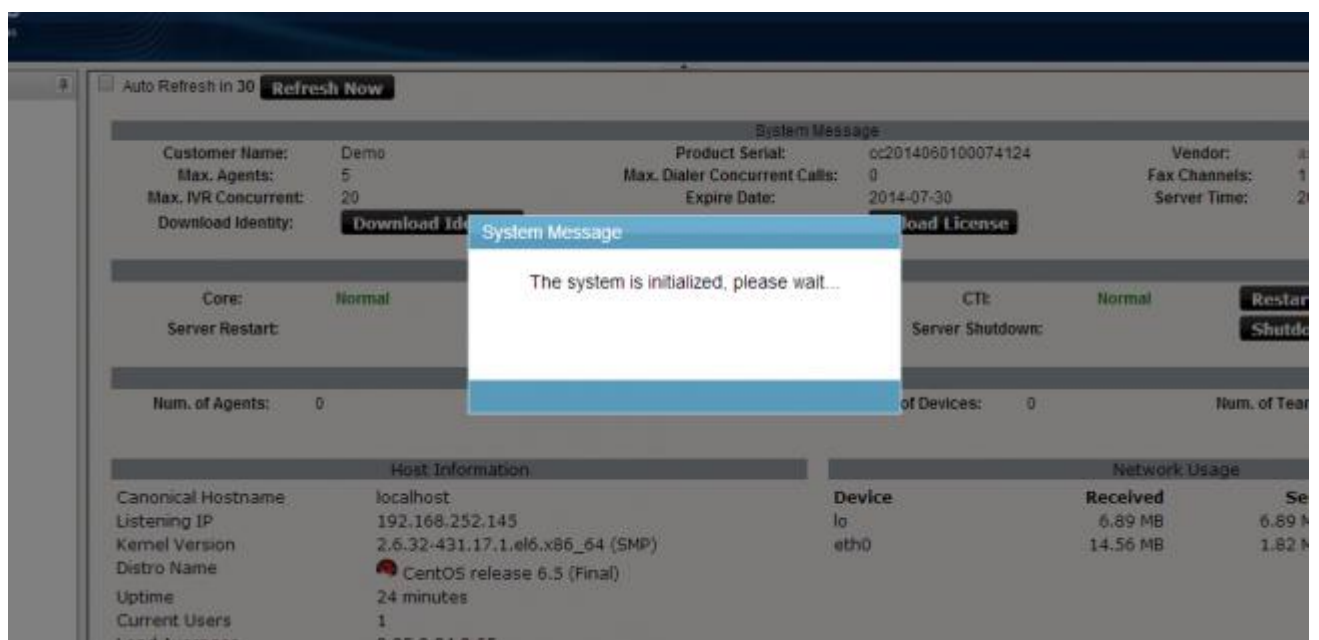 Auto Refresh in 30 Refresh Now
System Message
Customer Name: Demo Product Serial: cc2014060100074124 Vendor:
Max. Agents: 5 Max. Dialer Concurrent Calls: 0 Fax Channels: 1
Max. IVR Concurrent: 20 Expire Date: 2014-07-30 Server Time:
Download Identity: Download License
System Message
The system is initialized, please wait...
Core: Normal CTI: Normal
Server Restart: Server Shutdown:
Num. of Agents: 0 of Devices: 0 Num. of
Host Information Network Usage
Canonical Hostname localhost Device Received
Listening IP 192.168.252.145 lo 6.89 MB
Kernel Version 2.6.32-431.17.1.el6.x86_64 (SMP) eth0 14.56 MB
Distro Name CentOS release 6.5 (Final)
Uptime 24 minutes
Current Users 1